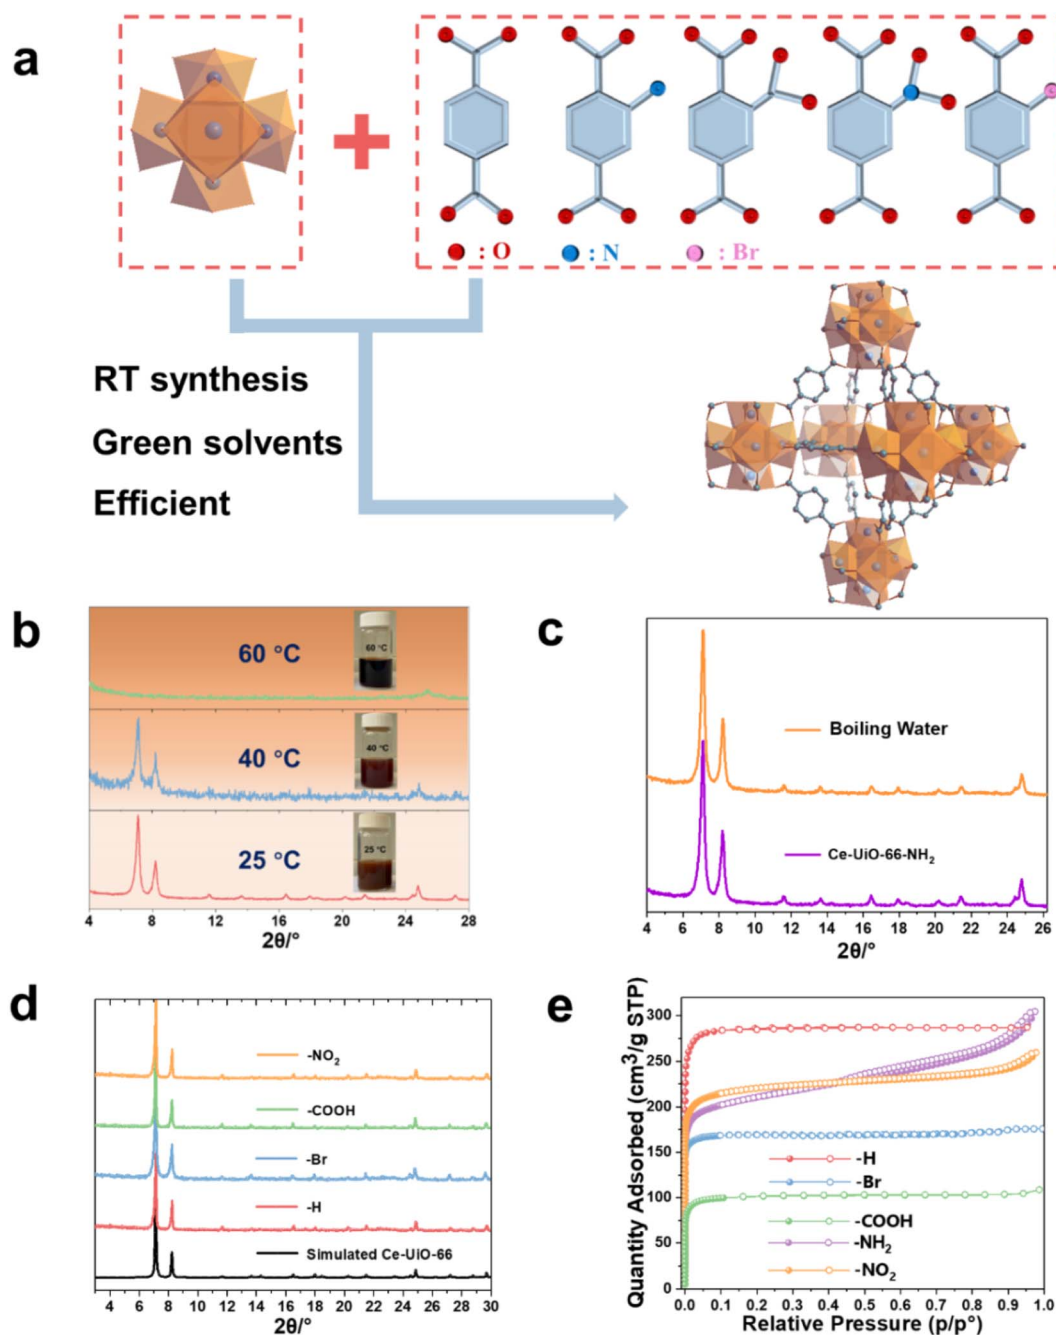 a
: O
: N
: Br
RT synthesis
Green solvents
Efficient
b
60 °C
60 °C
40 °C
40 °C
25 °C
25 °C
4 8 12 16 20 24 28
2θ/°
c
Boiling Water
Ce-UiO-66-NH₂
4 6 8 10 12 14 16 18 20 22 24 26
2θ/°
d
-NO₂
-COOH
-Br
-H
Simulated Ce-UiO-66
4 6 8 10 12 14 16 18 20 22 24 26 28 30
2θ/°
e
Quantity Adsorbed (cm³/g STP)
300
250
200
150
100
50
0
-H
-Br
-COOH
-NH₂
-NO₂
0.0 0.1 0.2 0.3 0.4 0.5 0.6 0.7 0.8 0.9 1.0
Relative Pressure (p/p°)